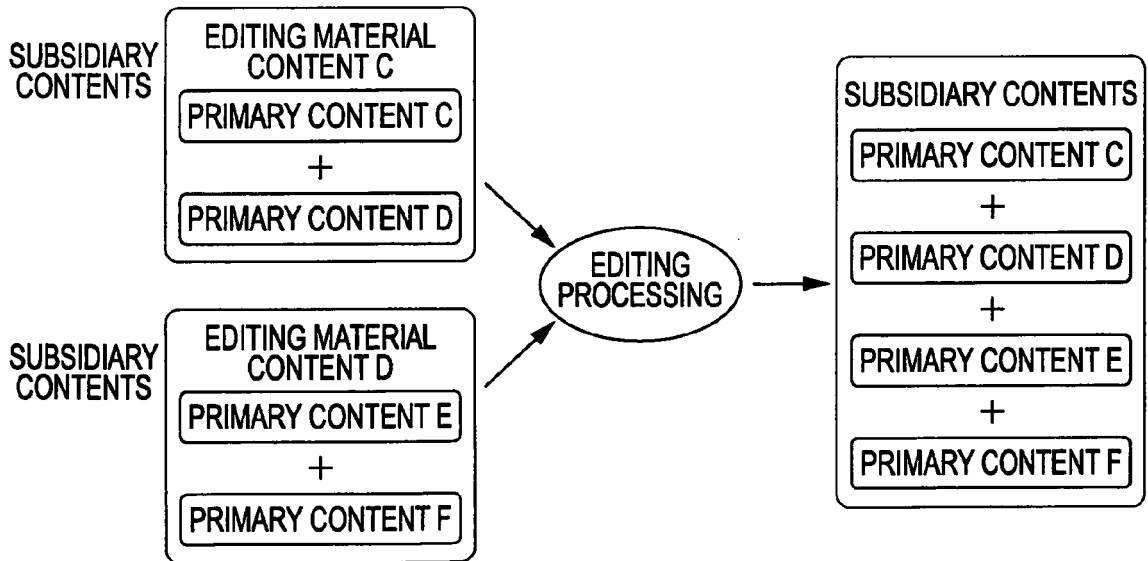 SUBSIDIARY
CONTENTS
EDITING MATERIAL
CONTENT C
PRIMARY CONTENT C
+
PRIMARY CONTENT D
SUBSIDIARY
CONTENTS
EDITING MATERIAL
CONTENT D
PRIMARY CONTENT E
+
PRIMARY CONTENT F
EDITING
PROCESSING
SUBSIDIARY CONTENTS
PRIMARY CONTENT C
+
PRIMARY CONTENT D
+
PRIMARY CONTENT E
+
PRIMARY CONTENT F